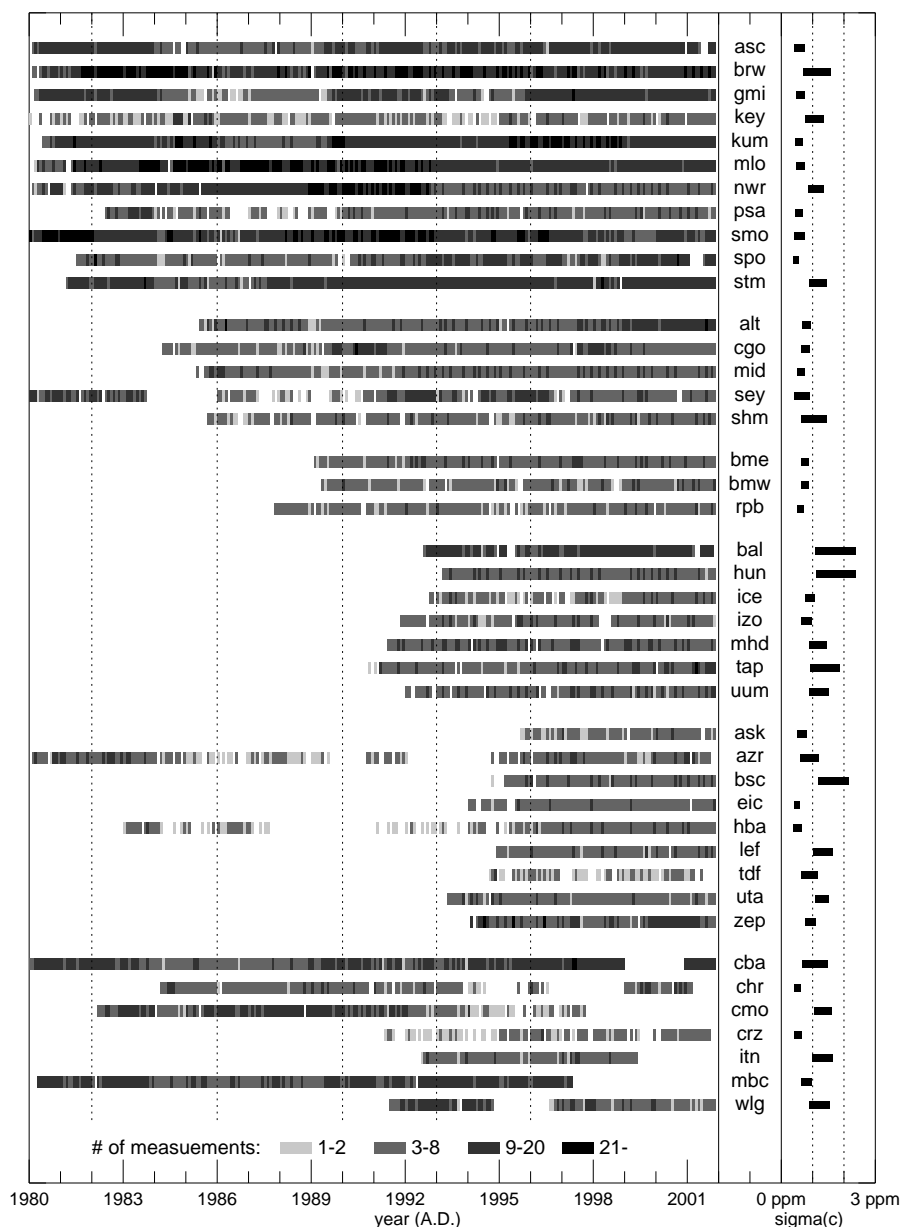 asc
brw
gmi
key
kum
mlo
nwr
psa
smo
spo
stm
alt
cgo
mid
sey
shm
bme
bmw
rpb
bal
hun
ice
izo
mhd
tap
uum
ask
azr
bsc
eic
hba
lef
tdf
uta
zep
cba
chr
cmo
crz
itn
mbc
wlg
# of measuements: 1-2 3-8 9-20 21-
1980 1983 1986 1989 1992 1995 1998 2001 0 ppm 3 ppm
year (A.D.) sigma(c)